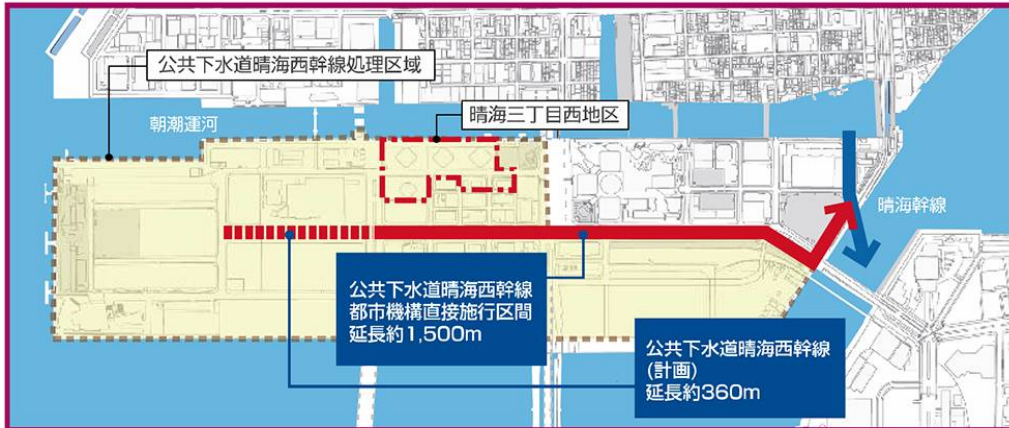 公共下水道晴海西幹線処理区域
朝潮運河
晴海三丁目西地区
晴海幹線
公共下水道晴海西幹線
都市機構直接施行区間
延長約1,500m
公共下水道晴海西幹線
(計画)
延長約360m